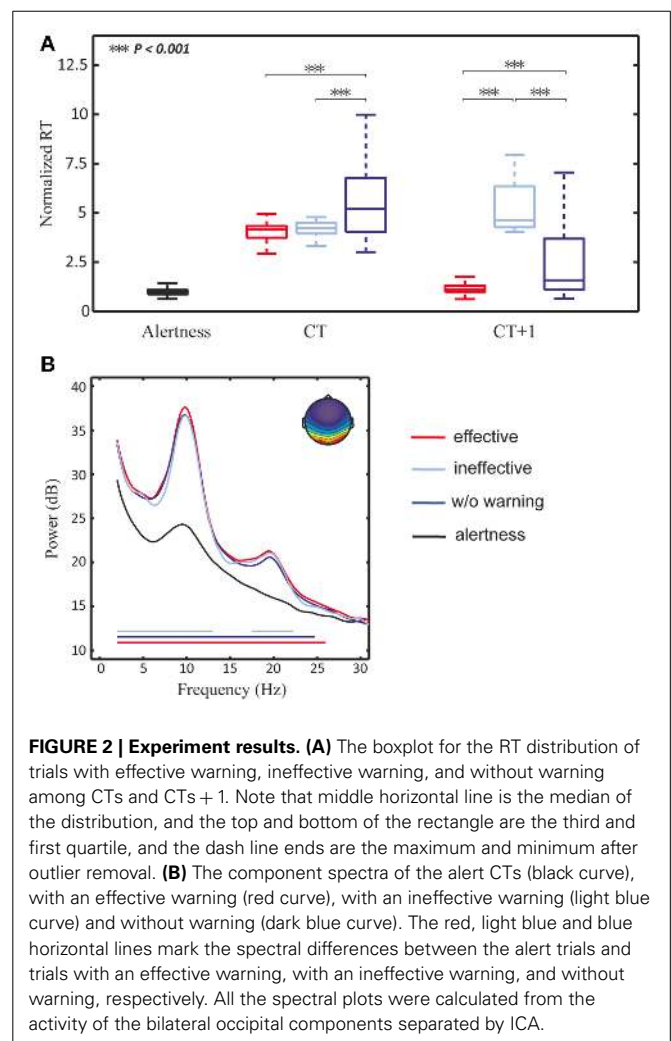 A
*** P < 0.001
12.5
10
7.5
5
2.5
0
Normalized RT
***
***
***
***
***
Alertness
CT
CT+1
B
40
35
30
25
20
15
10
Power (dB)
0
5
10
15
20
25
30
Frequency (Hz)
effective
ineffective
w/o warning
alertness
FIGURE 2 | Experiment results. (A) The boxplot for the RT distribution of
trials with effective warning, ineffective warning, and without warning
among CTs and CTs + 1. Note that middle horizontal line is the median of
the distribution, and the top and bottom of the rectangle are the third and
first quartile, and the dash line ends are the maximum and minimum after
outlier removal. (B) The component spectra of the alert CTs (black curve),
with an effective warning (red curve), with an ineffective warning (light blue
curve) and without warning (dark blue curve). The red, light blue and blue
horizontal lines mark the spectral differences between the alert trials and
trials with an effective warning, with an ineffective warning, and without
warning, respectively. All the spectral plots were calculated from the
activity of the bilateral occipital components separated by ICA.